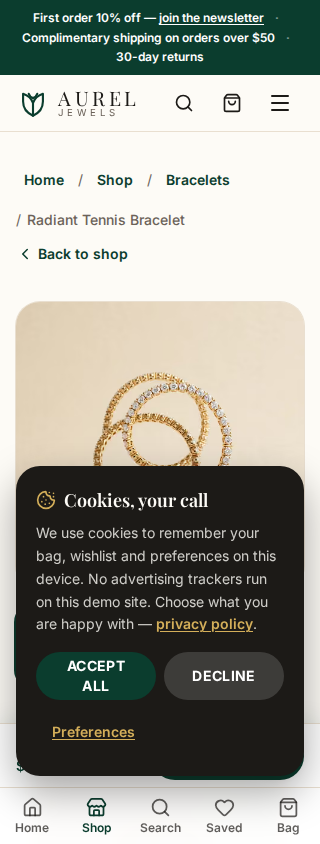 First order 10% off — join the newsletter ·
Complimentary shipping on orders over $50 ·
30-day returns
AUREL
JEWELS
Home / Shop / Bracelets
/ Radiant Tennis Bracelet
Back to shop
Cookies, your call
We use cookies to remember your
bag, wishlist and preferences on this
device. No advertising trackers run
on this demo site. Choose what you
are happy with — privacy policy.
ACCEPT
ALL
DECLINE
Preferences
Home
Shop
Search
Saved
Bag